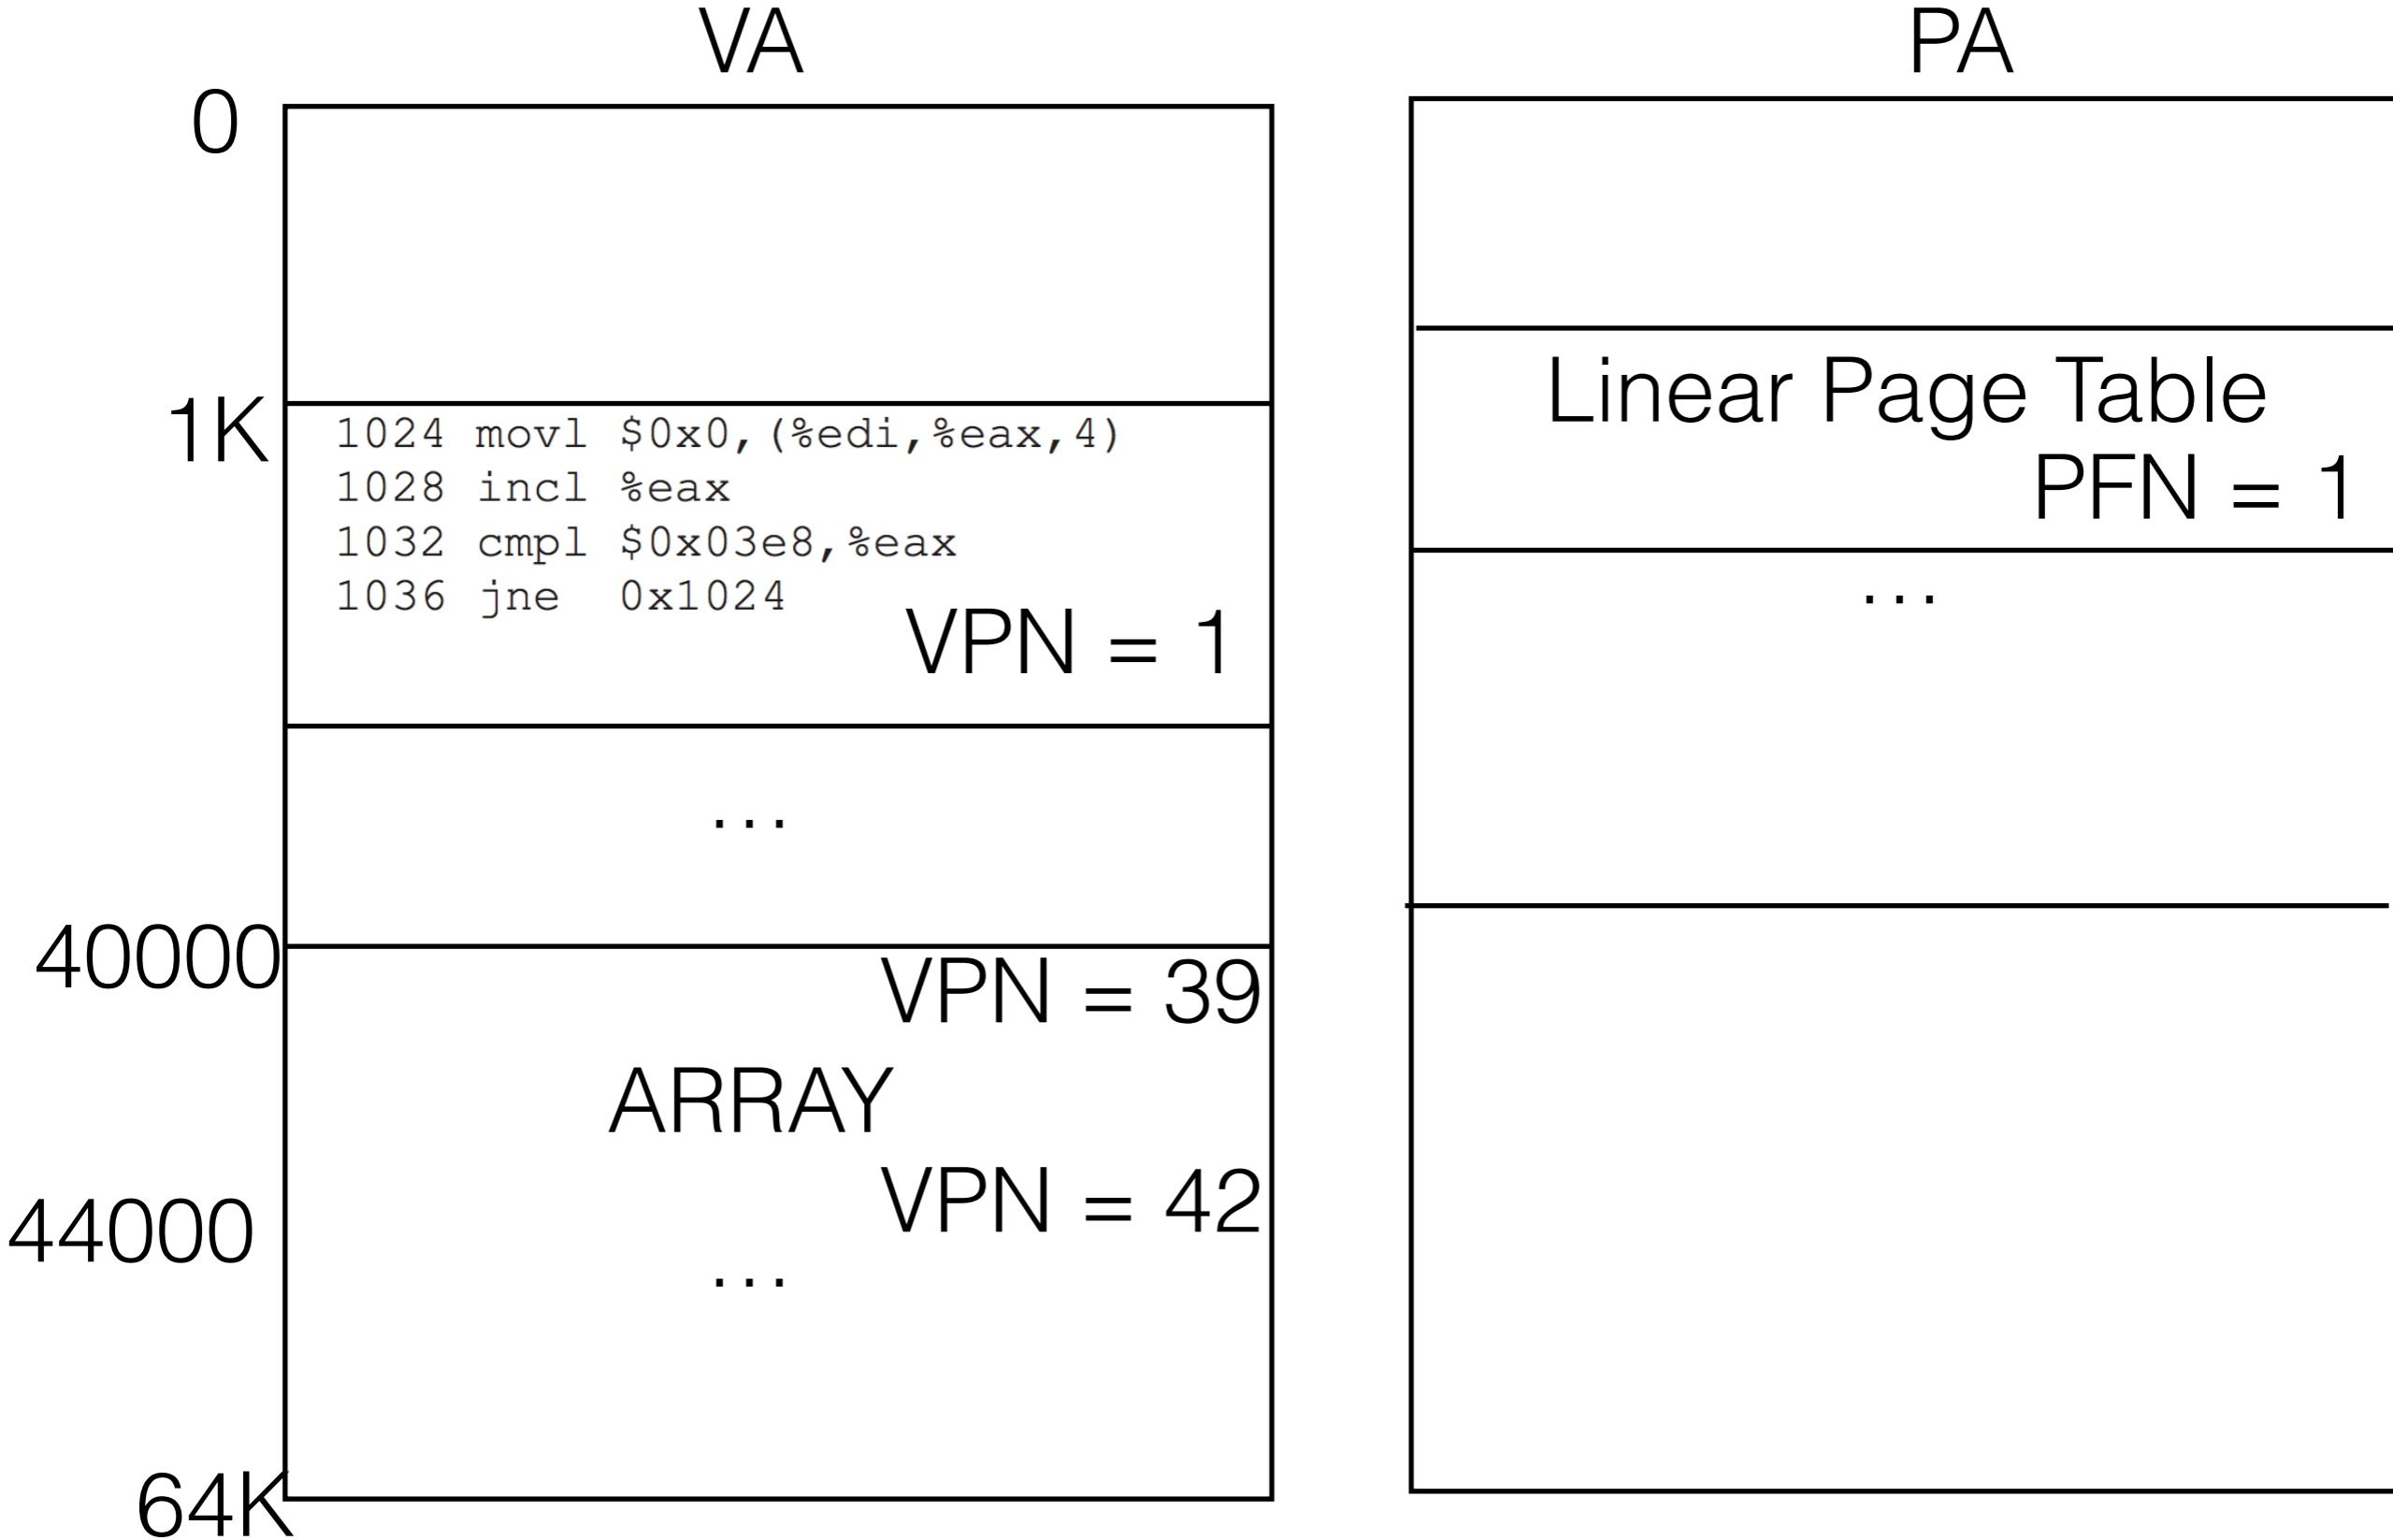 VA
0
1K
1024 movl $0x0,(%edi,%eax,4)
1028 incl %eax
1032 cmpl $0x03e8,%eax
1036 jne 0x1024
VPN = 1
...
40000
VPN = 39
ARRAY
VPN = 42
44000
...
64K
PA
Linear Page Table
PFN = 1
...